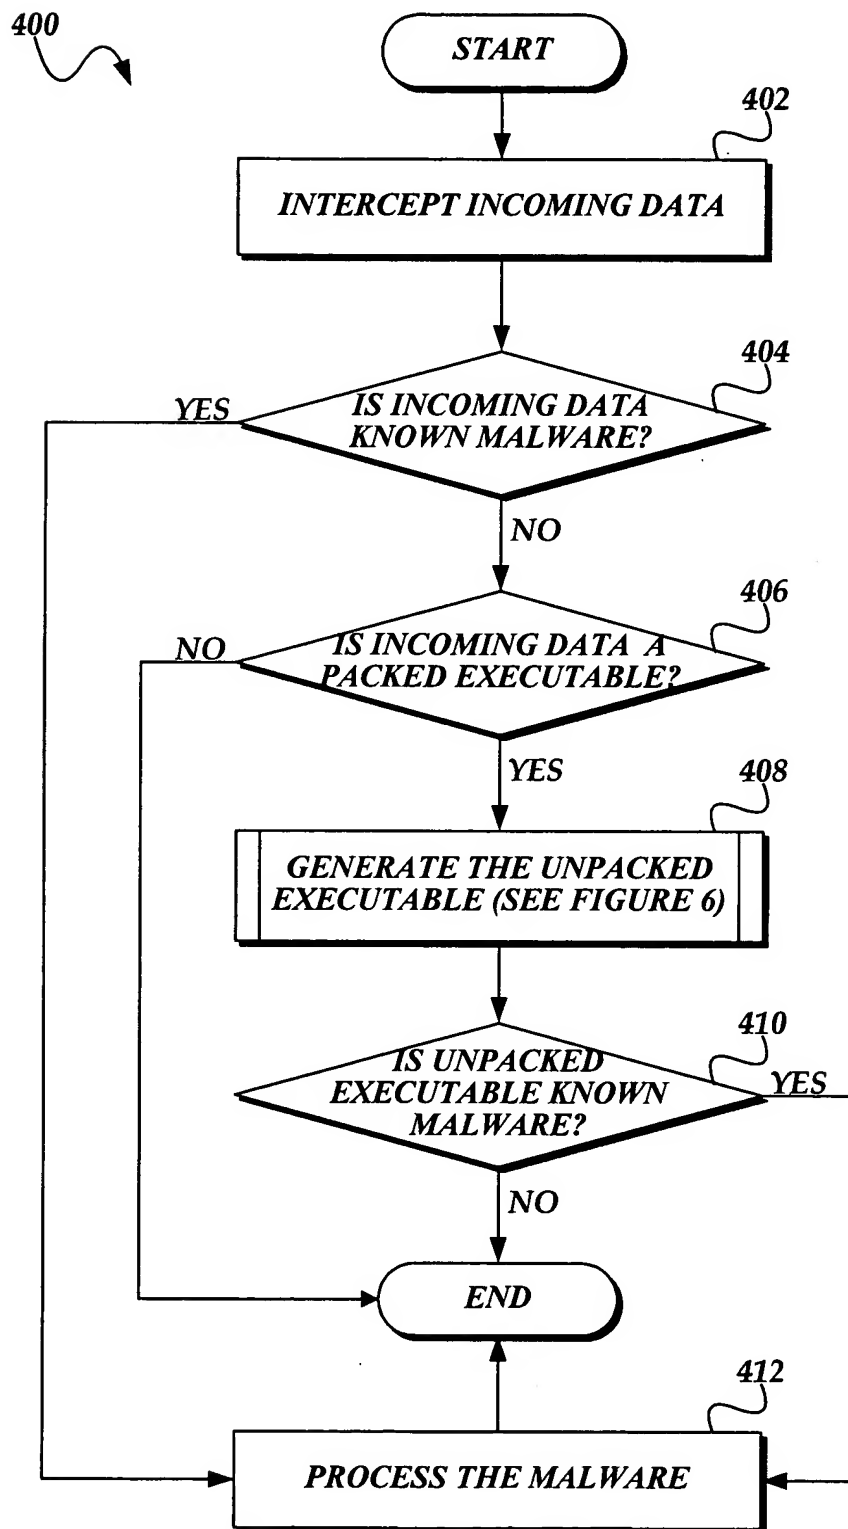 400
START
402
INTERCEPT INCOMING DATA
404
YES
IS INCOMING DATA
KNOWN MALWARE?
NO
406
NO
IS INCOMING DATA A
PACKED EXECUTABLE?
YES
408
GENERATE THE UNPACKED
EXECUTABLE (SEE FIGURE 6)
410
IS UNPACKED
EXECUTABLE KNOWN
MALWARE?
YES
NO
END
412
PROCESS THE MALWARE